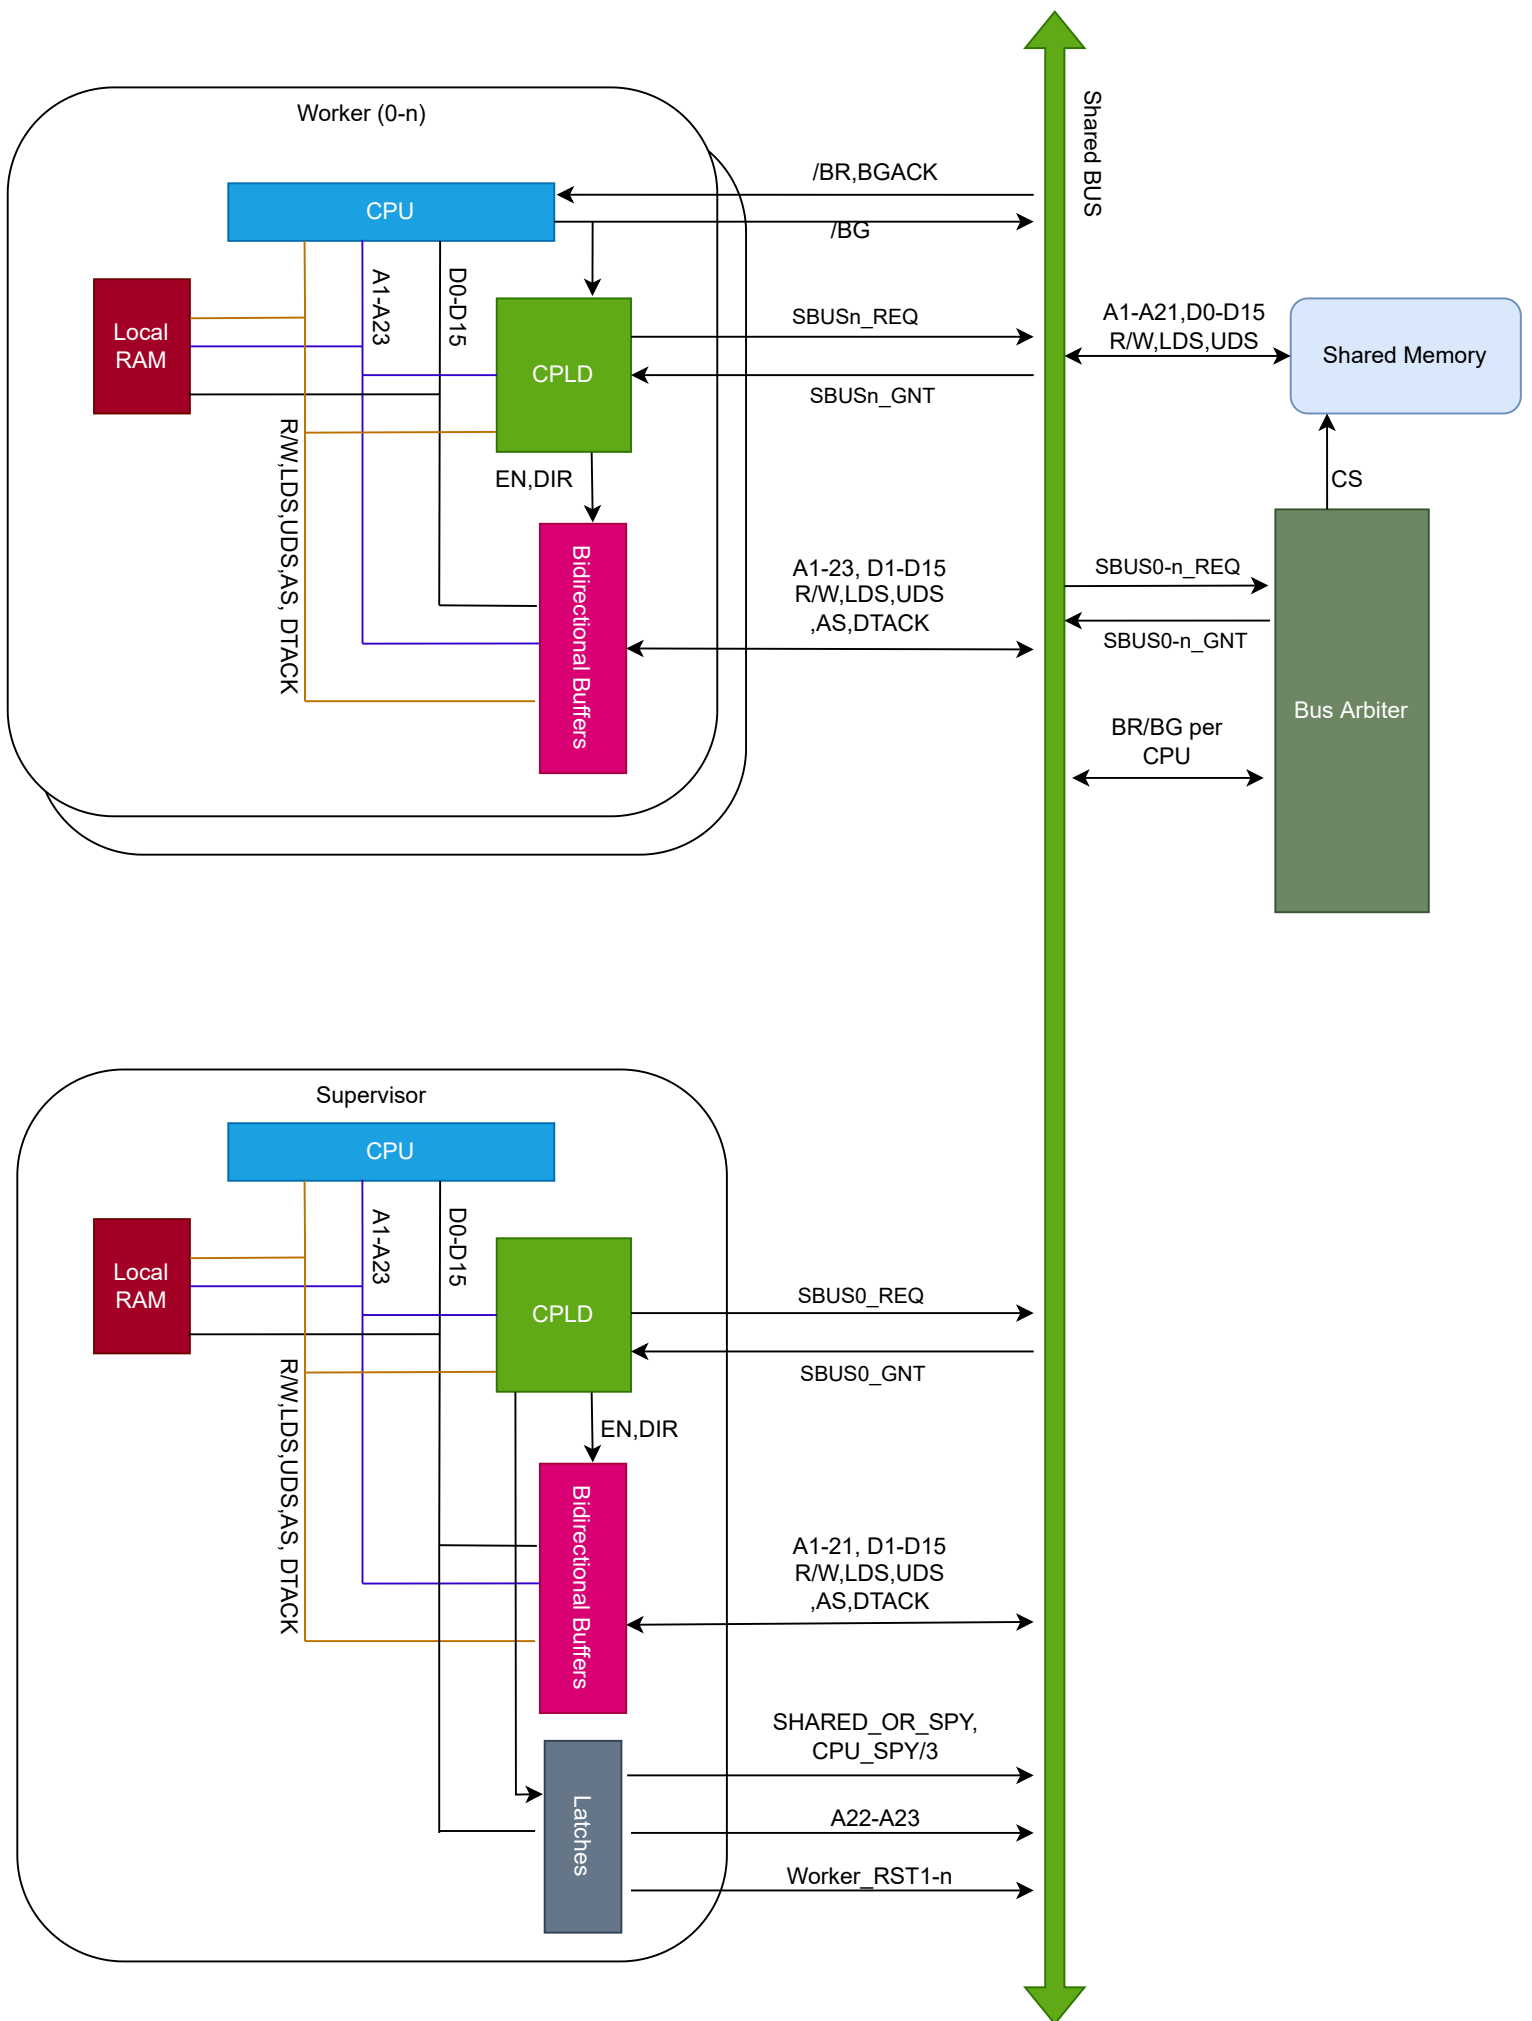 Worker (0-n)
CPU
Local
RAM
A1-A23
D0-D15
CPLD
R/W,LDS,UDS,AS, DTACK
EN,DIR
Bidirectional Buffers
/BR,BGACK
/BG
SBUSn_REQ
SBUSn_GNT
A1-23, D1-D15
R/W,LDS,UDS
,AS,DTACK
Shared BUS
A1-A21,D0-D15
R/W,LDS,UDS
Shared Memory
CS
SBUS0-n_REQ
SBUS0-n_GNT
Bus Arbiter
BR/BG per
CPU
Supervisor
CPU
Local
RAM
A1-A23
D0-D15
CPLD
R/W,LDS,UDS,AS, DTACK
EN,DIR
Bidirectional Buffers
Latches
SBUS0_REQ
SBUS0_GNT
A1-21, D1-D15
R/W,LDS,UDS
,AS,DTACK
SHARED_OR_SPY,
CPU_SPY/3
A22-A23
Worker_RST1-n